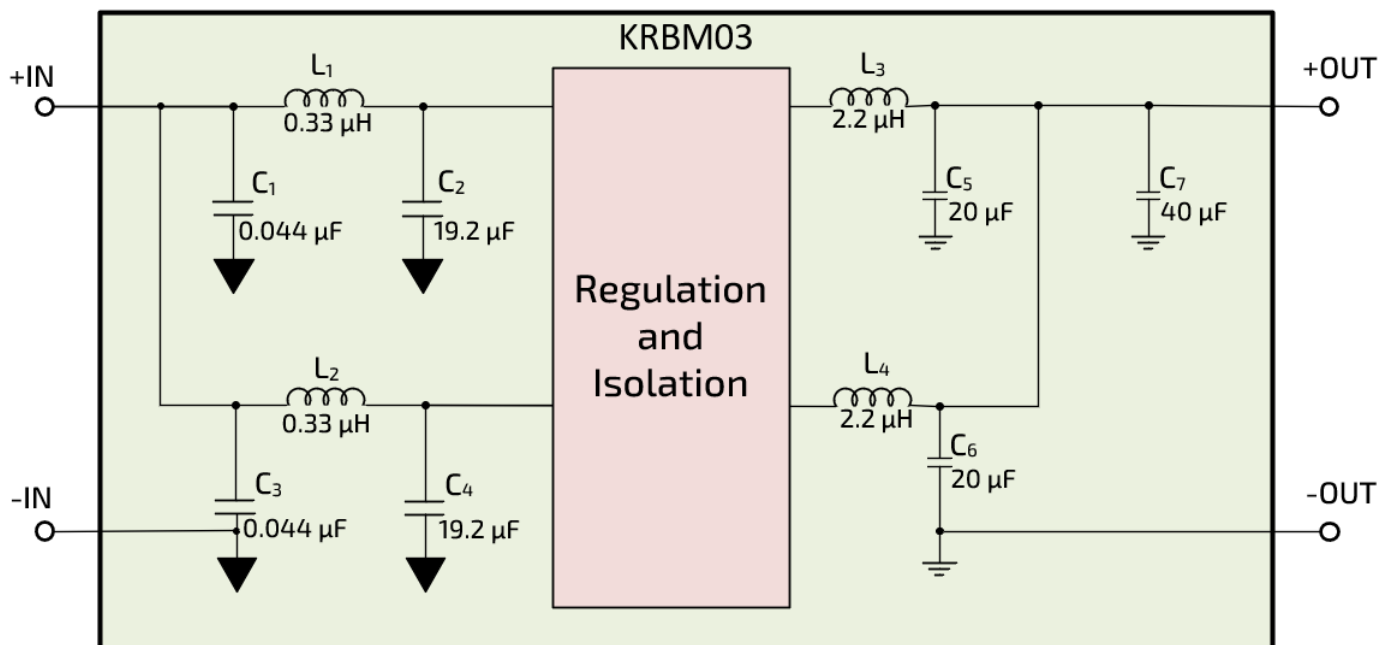 KRBM03
+IN
L₁
0.33 µH
C₁
0.044 µF
C₂
19.2 µF
L₃
2.2 µH
+OUT
C₅
20 µF
C₇
40 µF
Regulation
and
Isolation
L₂
0.33 µH
L₄
2.2 µH
-IN
C₃
0.044 µF
C₄
19.2 µF
C₆
20 µF
-OUT